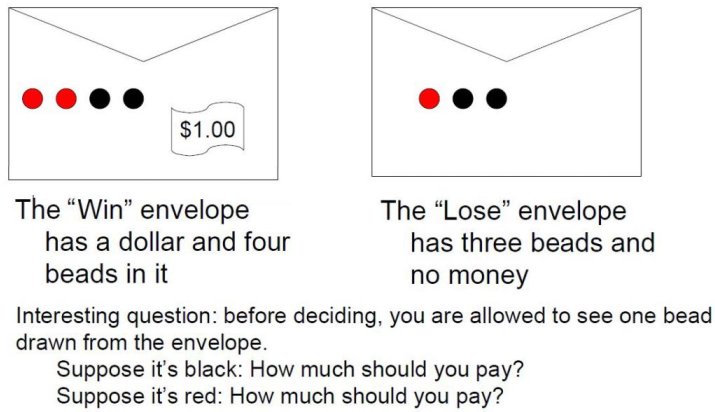 $1.00
The “Win” envelope
has a dollar and four
beads in it
The “Lose” envelope
has three beads and
no money
Interesting question: before deciding, you are allowed to see one bead
drawn from the envelope.
Suppose it’s black: How much should you pay?
Suppose it’s red: How much should you pay?